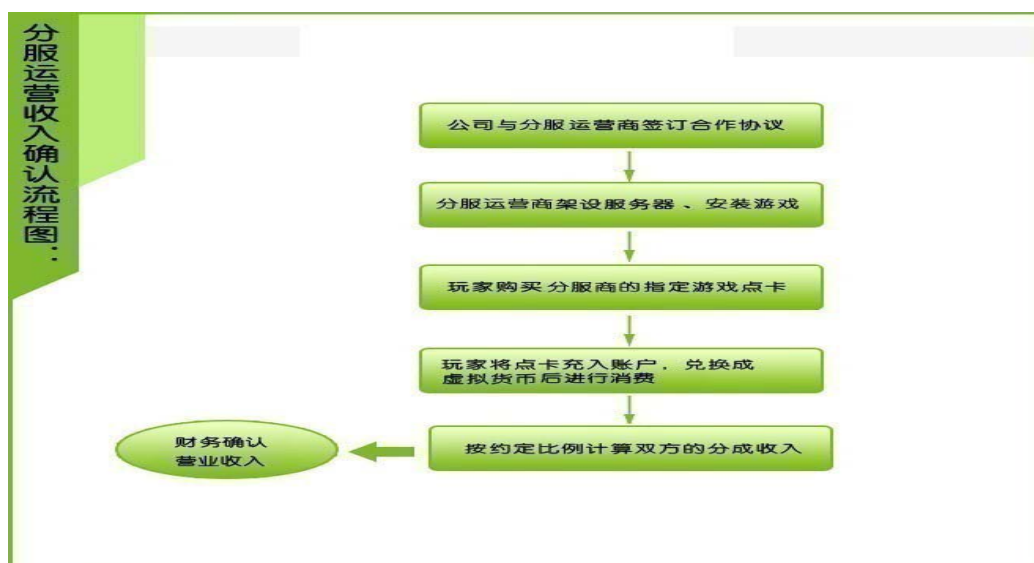 分服运营收入确认流程图：
公司与分服运营商签订合作协议
分服运营商架设服务器、安装游戏
玩家购买分服商的指定游戏点卡
玩家将点卡充入账户，兑换成
虚拟货币后进行消费
按约定比例计算双方的分成收入
财务确认
营业收入